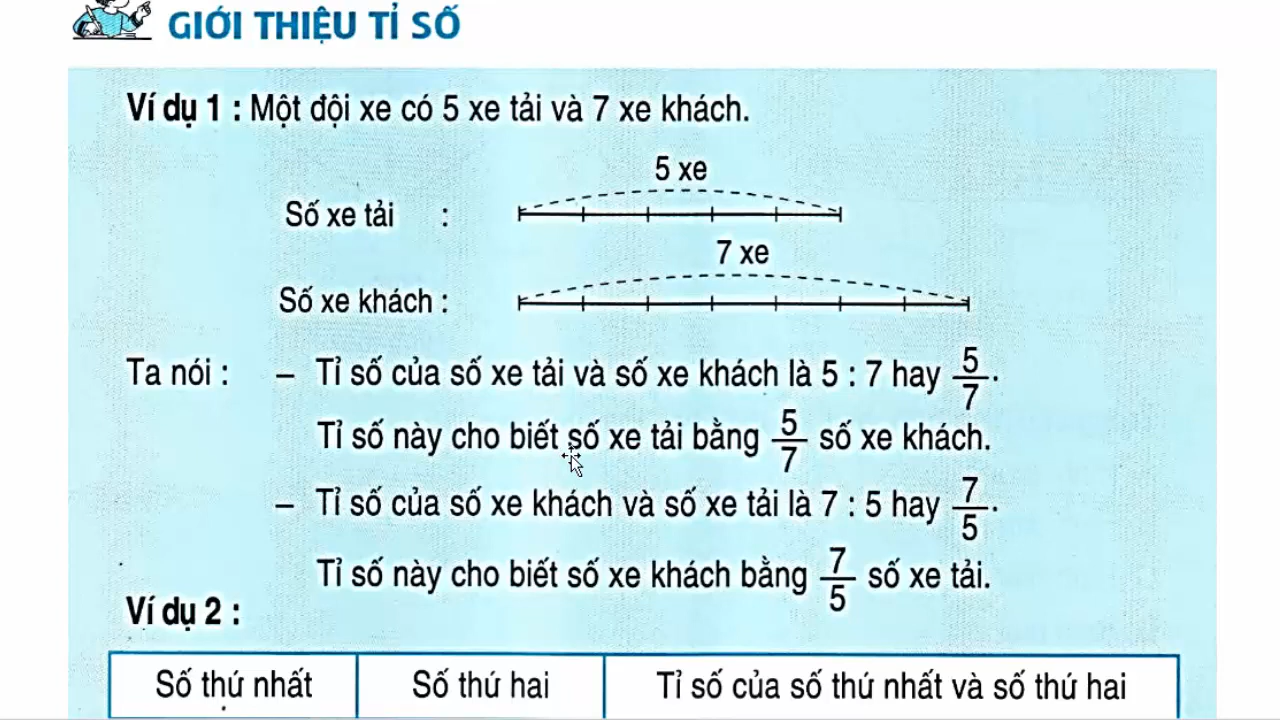 GIỚI THIỆU TỈ SỐ
Ví dụ 1 : Một đội xe có 5 xe tải và 7 xe khách.
5 xe
Số xe tải :
7 xe
Số xe khách :
Ta nói : – Tỉ số của số xe tải và số xe khách là 5 : 7 hay 5/7.
Tỉ số này cho biết số xe tải bằng 5/7 số xe khách.
– Tỉ số của số xe khách và số xe tải là 7 : 5 hay 7/5.
Tỉ số này cho biết số xe khách bằng 7/5 số xe tải.
Ví dụ 2 :
Số thứ nhất Số thứ hai Tỉ số của số thứ nhất và số thứ hai